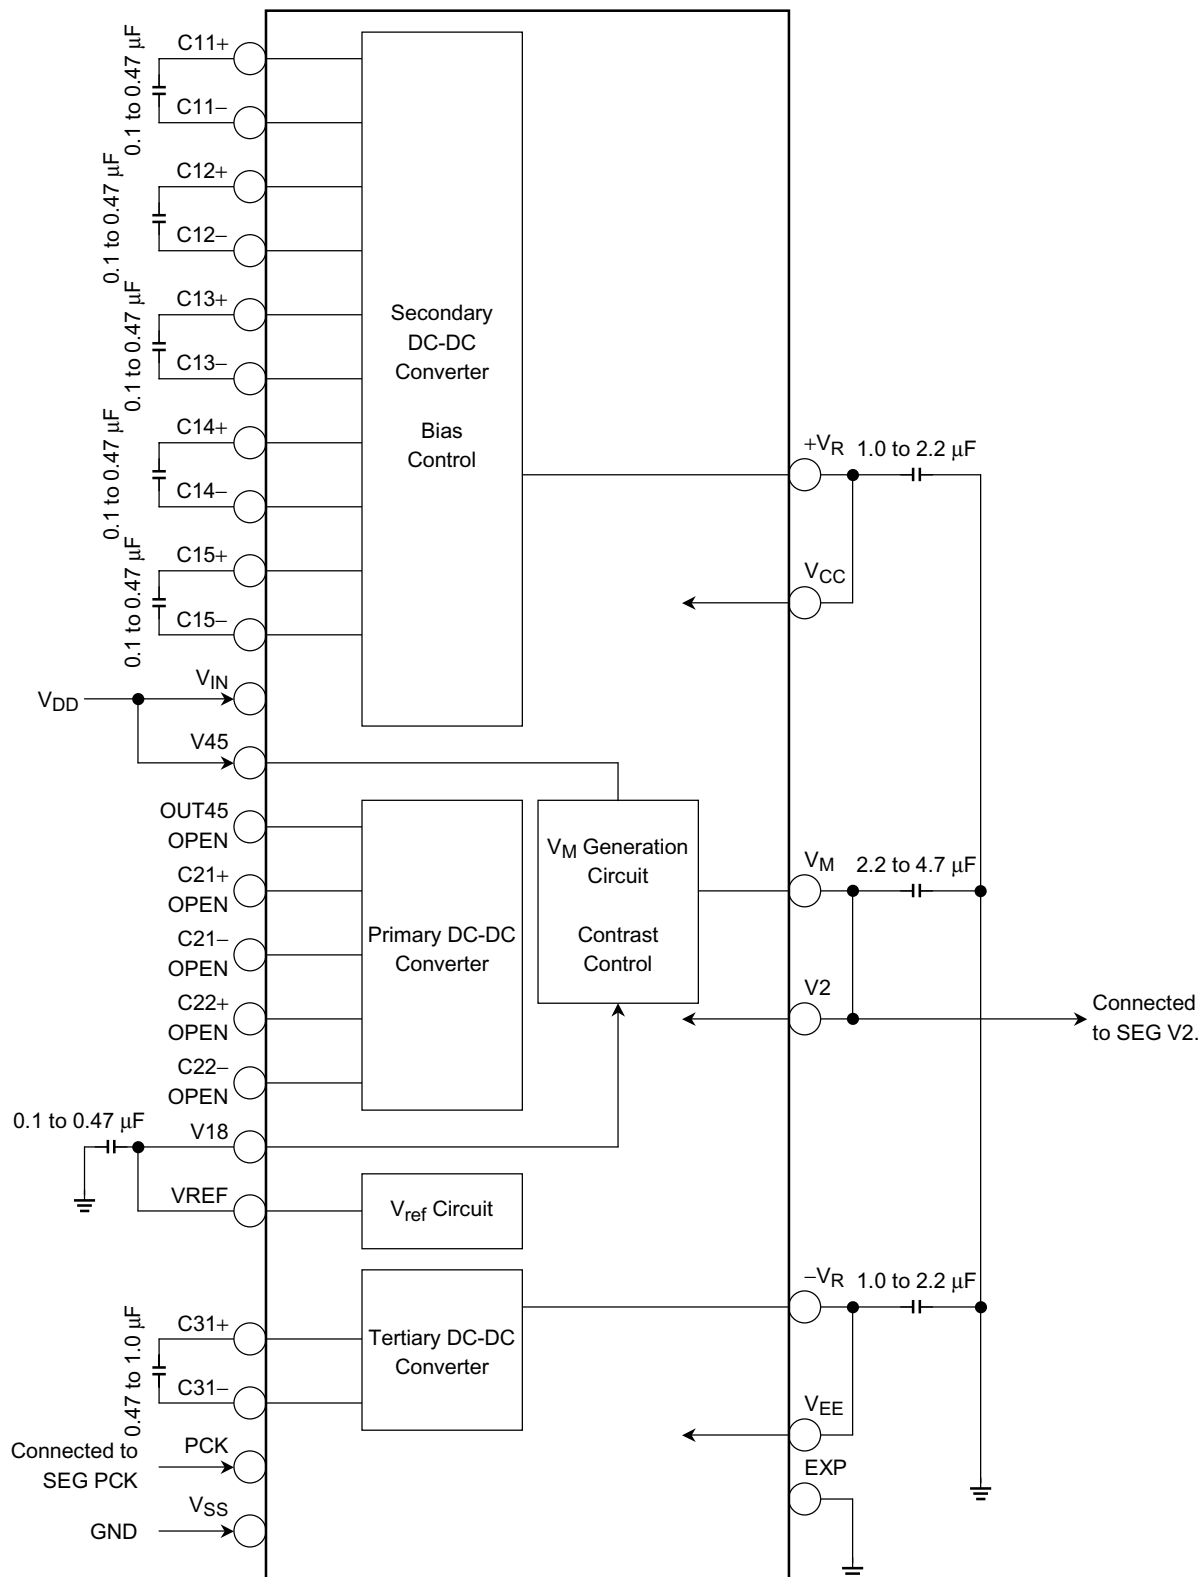 C11+
0.1 to 0.47 µF
C11−
C12+
0.1 to 0.47 µF
C12−
C13+
0.1 to 0.47 µF
C13−
C14+
0.1 to 0.47 µF
C14−
C15+
0.1 to 0.47 µF
C15−
Secondary
DC-DC
Converter
Bias
Control
+VR
1.0 to 2.2 µF
VCC
VDD
VIN
V45
OUT45
OPEN
C21+
OPEN
C21−
OPEN
C22+
OPEN
C22−
OPEN
Primary DC-DC
Converter
VM Generation
Circuit
Contrast
Control
VM
2.2 to 4.7 µF
V2
Connected
to SEG V2.
0.1 to 0.47 µF
V18
VREF
Vref Circuit
−VR
1.0 to 2.2 µF
C31+
0.47 to 1.0 µF
C31−
Tertiary DC-DC
Converter
VEE
Connected to
SEG PCK
PCK
EXP
VSS
GND